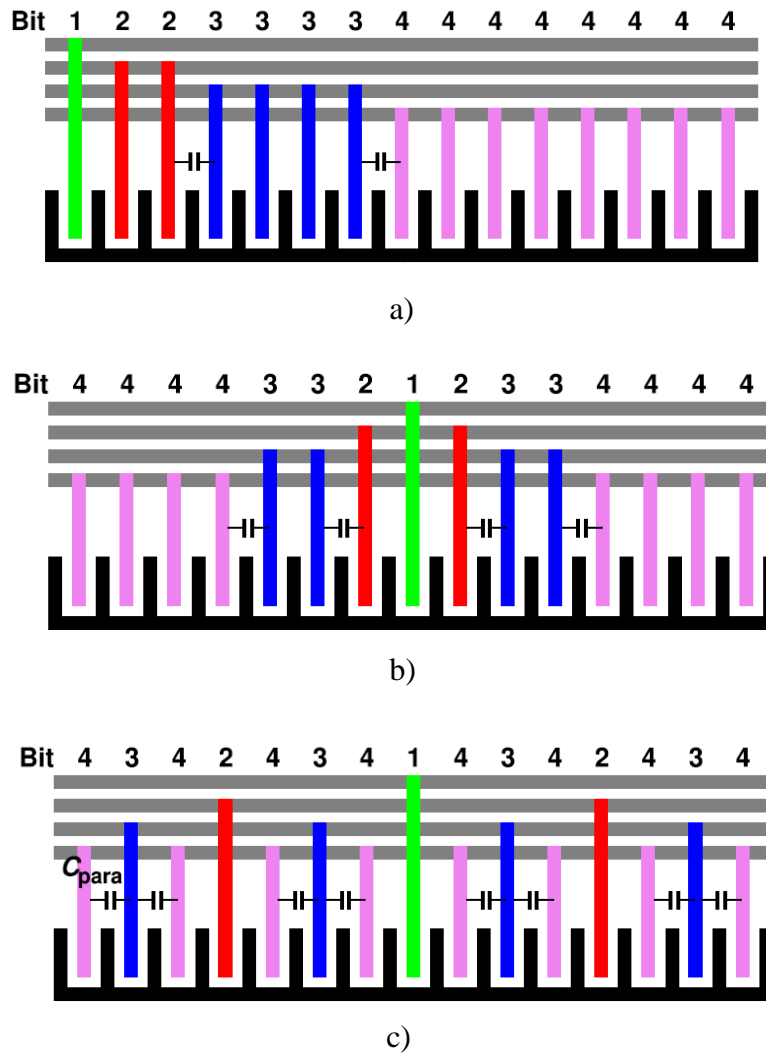 Bit 1 2 2 3 3 3 3 4 4 4 4 4 4 4 4
a)
Bit 4 4 4 4 3 3 2 1 2 3 3 4 4 4 4
b)
Bit 4 3 4 2 4 3 4 1 4 3 4 2 4 3 4
Cpara
c)